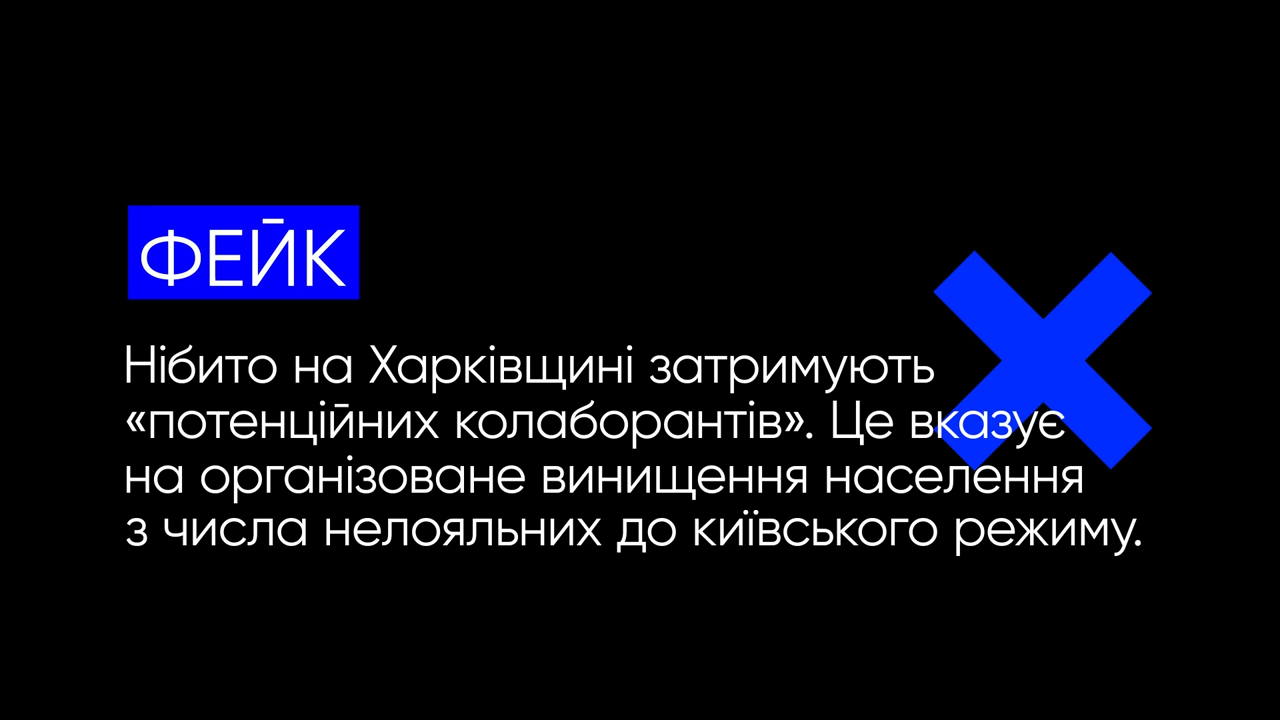 ФЕЙК
Нібито на Харківщині затримують
«потенційних колаборантів». Це вказує
на організоване винищення населення
з числа нелояльних до київського режиму.